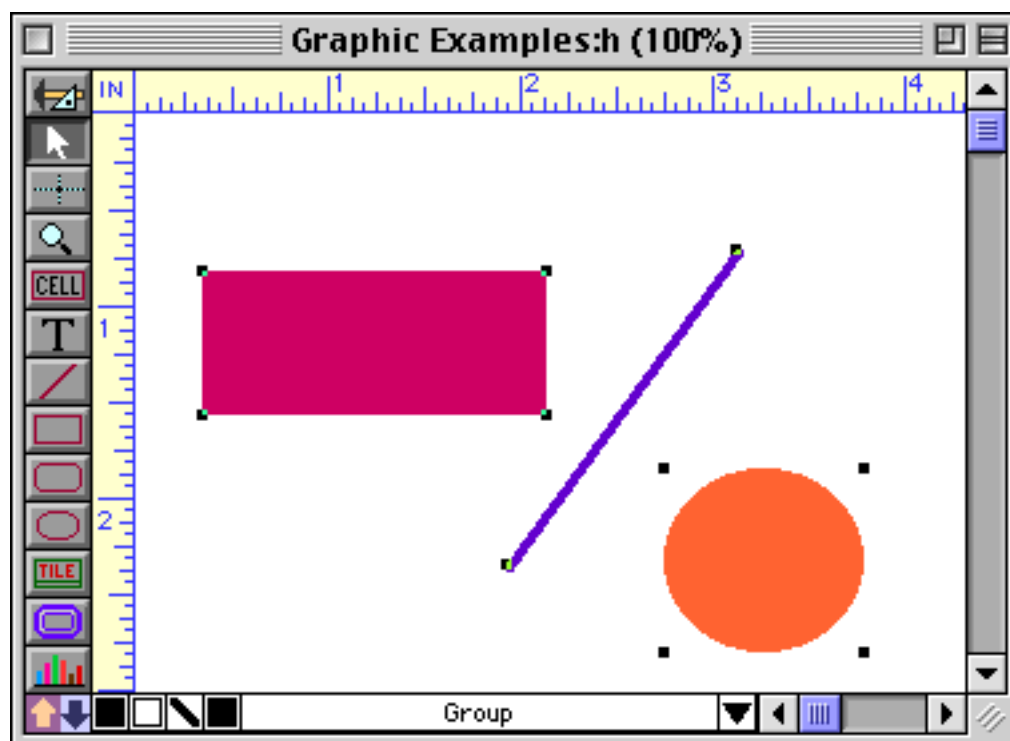 Graphic Examples:h (100%)
IN 1 2 3 4
CELL
T
1
2
TILE
Group